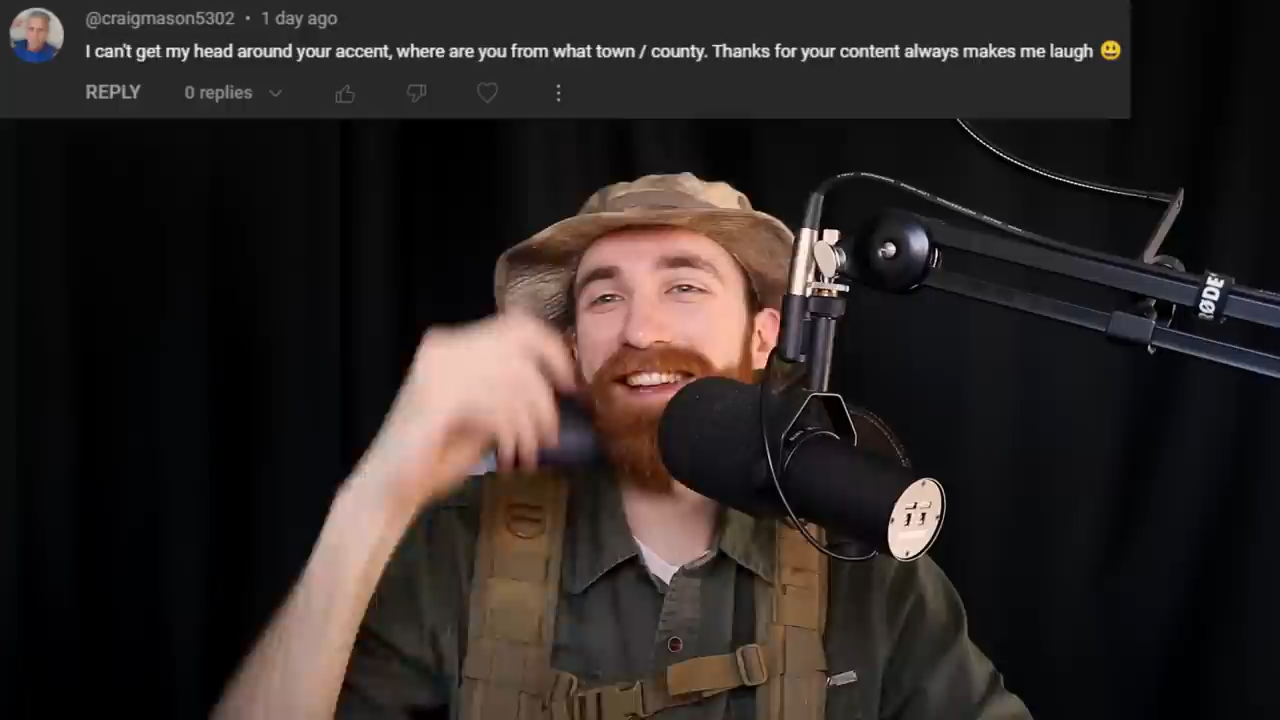 @craigmason5302 • 1 day ago
I can't get my head around your accent, where are you from what town / county. Thanks for your content always makes me laugh 😃
REPLY 0 replies
RØDE